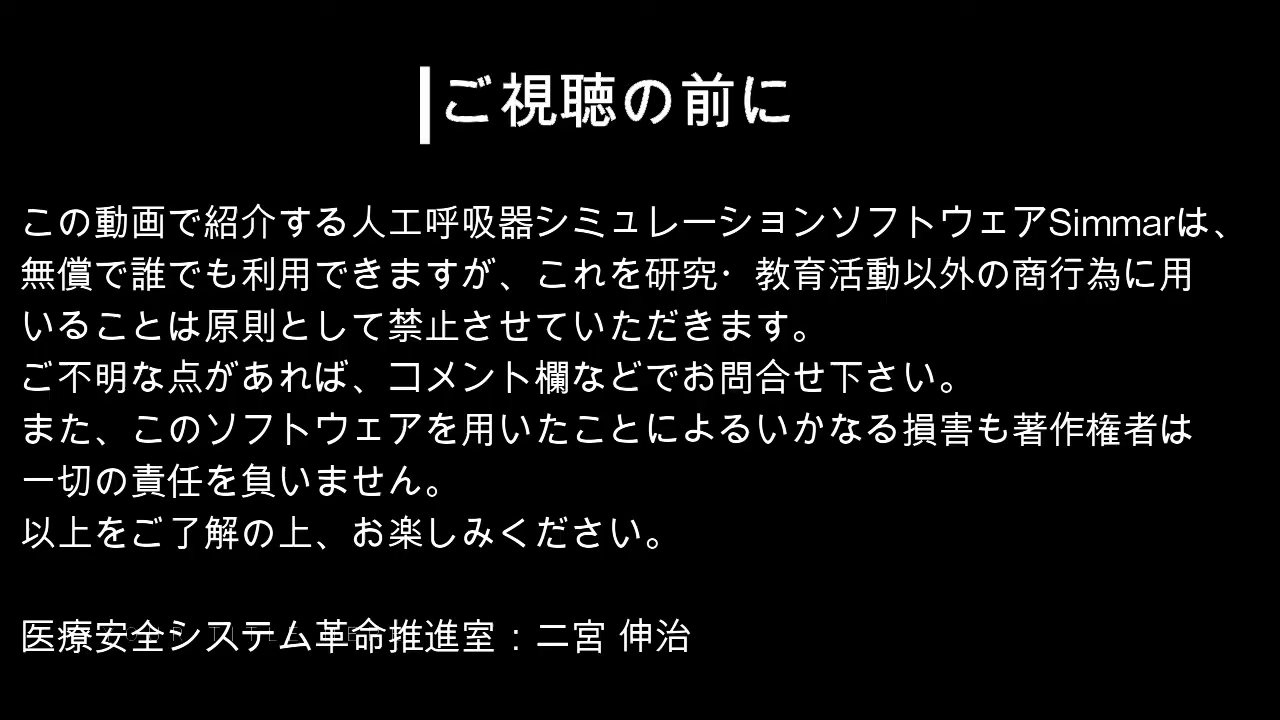 ご視聴の前に
この動画で紹介する人工呼吸器シミュレーションソフトウェアSimmarは、
無償で誰でも利用できますが、これを研究・教育活動以外の商行為に用
いることは原則として禁止させていただきます。
ご不明な点があれば、コメント欄などでお問合せ下さい。
また、このソフトウェアを用いたことによるいかなる損害も著作権者は
一切の責任を負いません。
以上をご了解の上、お楽しみください。
医療安全システム革命推進室：二宮 伸治